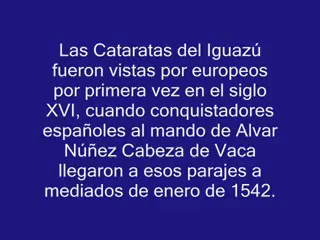 Las Cataratas del Iguazú
fueron vistas por europeos
por primera vez en el siglo
XVI, cuando conquistadores
españoles al mando de Alvar
Núñez Cabeza de Vaca
llegaron a esos parajes a
mediados de enero de 1542.